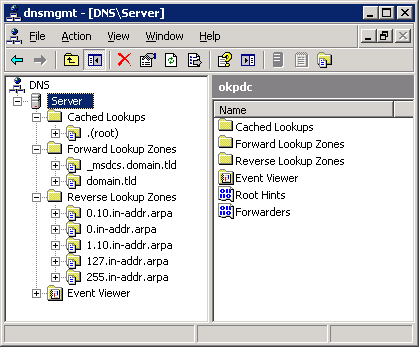 dnsmgmt - [DNS\Server]
File Action View Window Help
DNS
Server
Cached Lookups
.(root)
Forward Lookup Zones
_msdcs.domain.tld
domain.tld
Reverse Lookup Zones
0.10.in-addr.arpa
0.in-addr.arpa
1.10.in-addr.arpa
127.in-addr.arpa
255.in-addr.arpa
Event Viewer
okpdc
Name
Cached Lookups
Forward Lookup Zones
Reverse Lookup Zones
Event Viewer
Root Hints
Forwarders